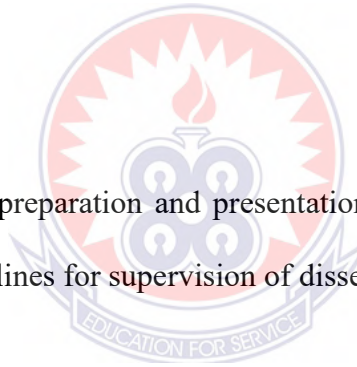 preparation and presentation
lines for supervision of disse
EDUCATION FOR SERVICE